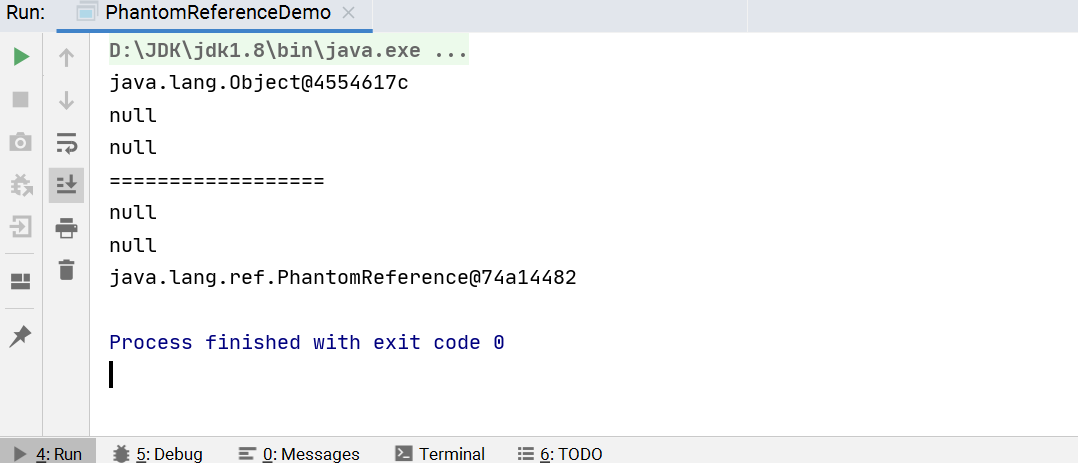 Run: PhantomReferenceDemo
D:\JDK\jdk1.8\bin\java.exe ...
java.lang.Object@4554617c
null
null
==================
null
null
java.lang.ref.PhantomReference@74a14482
Process finished with exit code 0
4: Run 5: Debug 0: Messages Terminal 6: TODO